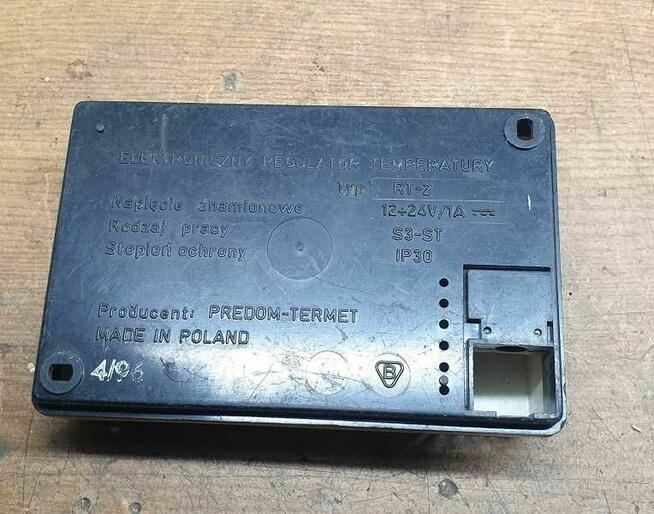 ELEKTRONICZNY REGULATOR TEMPERATURY
typ RT-2
Napięcie znamionowe 12÷24V/1A ⎓
Rodzaj pracy S3-ST
Stopień ochrony IP30
Producent: PREDOM-TERMET
MADE IN POLAND
4/96
B